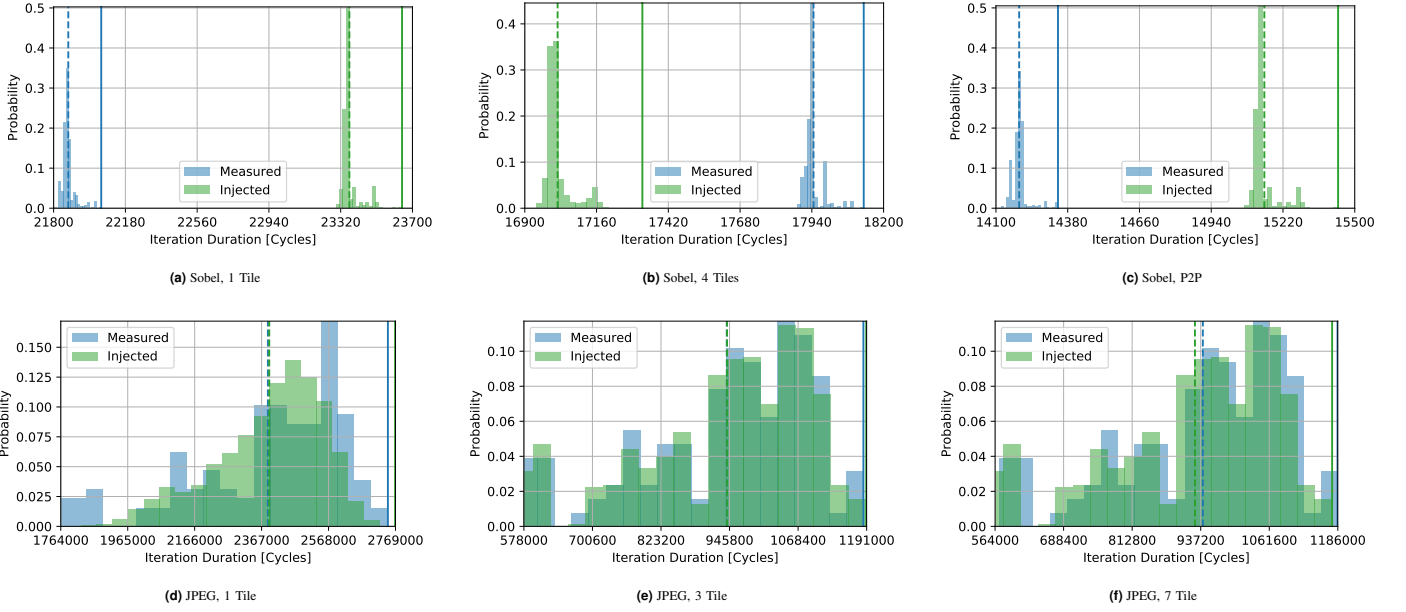 0.5
0.4
0.3
0.2
0.1
0.0
Probability
Measured
Injected
21800 22180 22560 22940 23320 23700
Iteration Duration [Cycles]
(a) Sobel, 1 Tile
0.4
0.3
0.2
0.1
0.0
Probability
Measured
Injected
16900 17160 17420 17680 17940 18200
Iteration Duration [Cycles]
(b) Sobel, 4 Tiles
0.5
0.4
0.3
0.2
0.1
0.0
Probability
Measured
Injected
14100 14380 14660 14940 15220 15500
Iteration Duration [Cycles]
(c) Sobel, P2P
Measured
Injected
0.150
0.125
0.100
0.075
0.050
0.025
0.000
Probability
1764000 1965000 2166000 2367000 2568000 2769000
Iteration Duration [Cycles]
(d) JPEG, 1 Tile
Measured
Injected
0.10
0.08
0.06
0.04
0.02
0.00
Probability
578000 700600 823200 945800 1068400 1191000
Iteration Duration [Cycles]
(e) JPEG, 3 Tile
Measured
Injected
0.10
0.08
0.06
0.04
0.02
0.00
Probability
564000 688400 812800 937200 1061600 1186000
Iteration Duration [Cycles]
(f) JPEG, 7 Tile